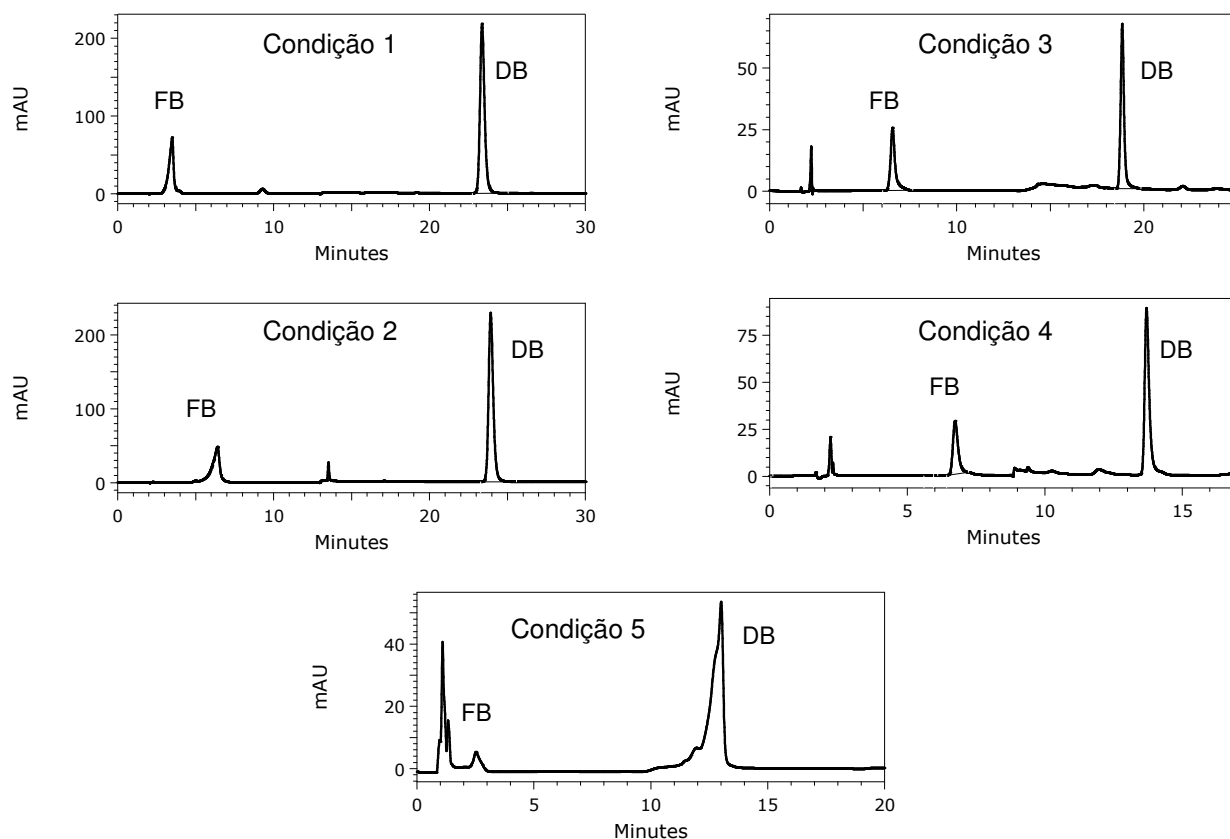 Condição 1
FB
DB
mAU
200
100
0
0 10 20 30
Minutes
Condição 3
FB
DB
mAU
50
25
0
0 10 20
Minutes
Condição 2
FB
DB
mAU
200
100
0
0 10 20 30
Minutes
Condição 4
FB
DB
mAU
75
50
25
0
0 5 10 15
Minutes
Condição 5
FB
DB
mAU
40
20
0
0 5 10 15 20
Minutes